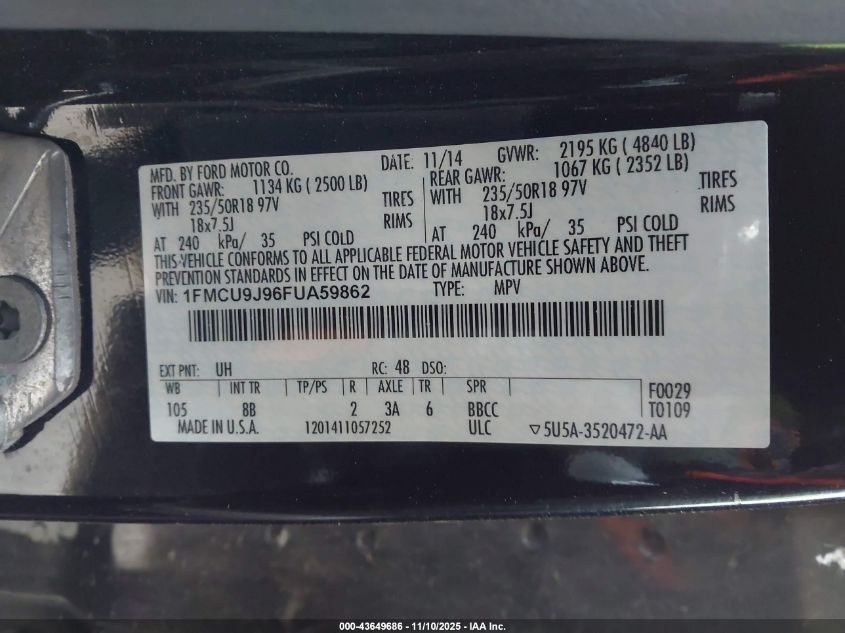 MFD. BY FORD MOTOR CO. DATE: 11/14 GVWR: 2195 KG ( 4840 LB)
FRONT GAWR: 1134 KG ( 2500 LB) REAR GAWR: 1067 KG ( 2352 LB)
WITH 235/50R18 97V TIRES WITH 235/50R18 97V TIRES
18x7.5J RIMS 18x7.5J RIMS
AT 240 kPa/ 35 PSI COLD AT 240 kPa/ 35 PSI COLD
THIS VEHICLE CONFORMS TO ALL APPLICABLE FEDERAL MOTOR VEHICLE SAFETY AND THEFT
PREVENTION STANDARDS IN EFFECT ON THE DATE OF MANUFACTURE SHOWN ABOVE.
VIN: 1FMCU9J96FUA59862 TYPE: MPV
EXT PNT: UH RC: 48 DSO:
WB INT TR TP/PS R AXLE TR SPR F0029
105 8B 2 3A 6 BBCC T0109
MADE IN U.S.A. 1201411057252 ULC ▽5U5A-3520472-AA
000-43649686 - 11/10/2025 - IAA Inc.